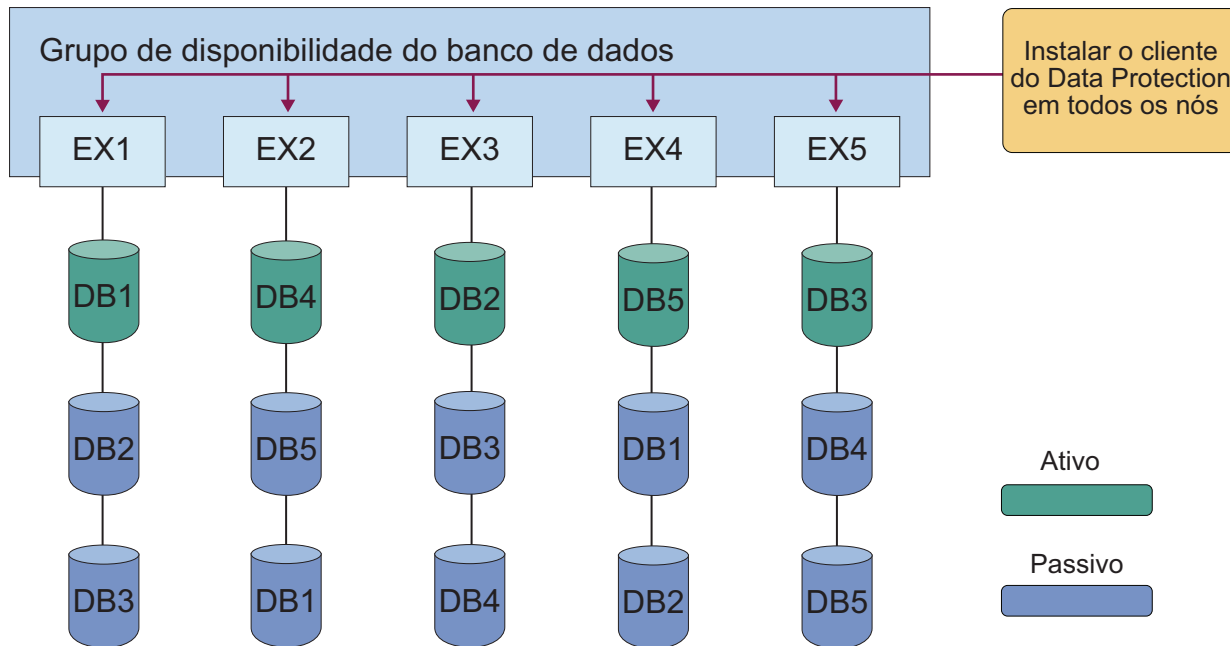 Grupo de disponibilidade do banco de dados
Instalar o cliente
do Data Protection
em todos os nós
EX1
EX2
EX3
EX4
EX5
DB1
DB4
DB2
DB5
DB3
DB2
DB5
DB3
DB1
DB4
Ativo
DB3
DB1
DB4
DB2
DB5
Passivo